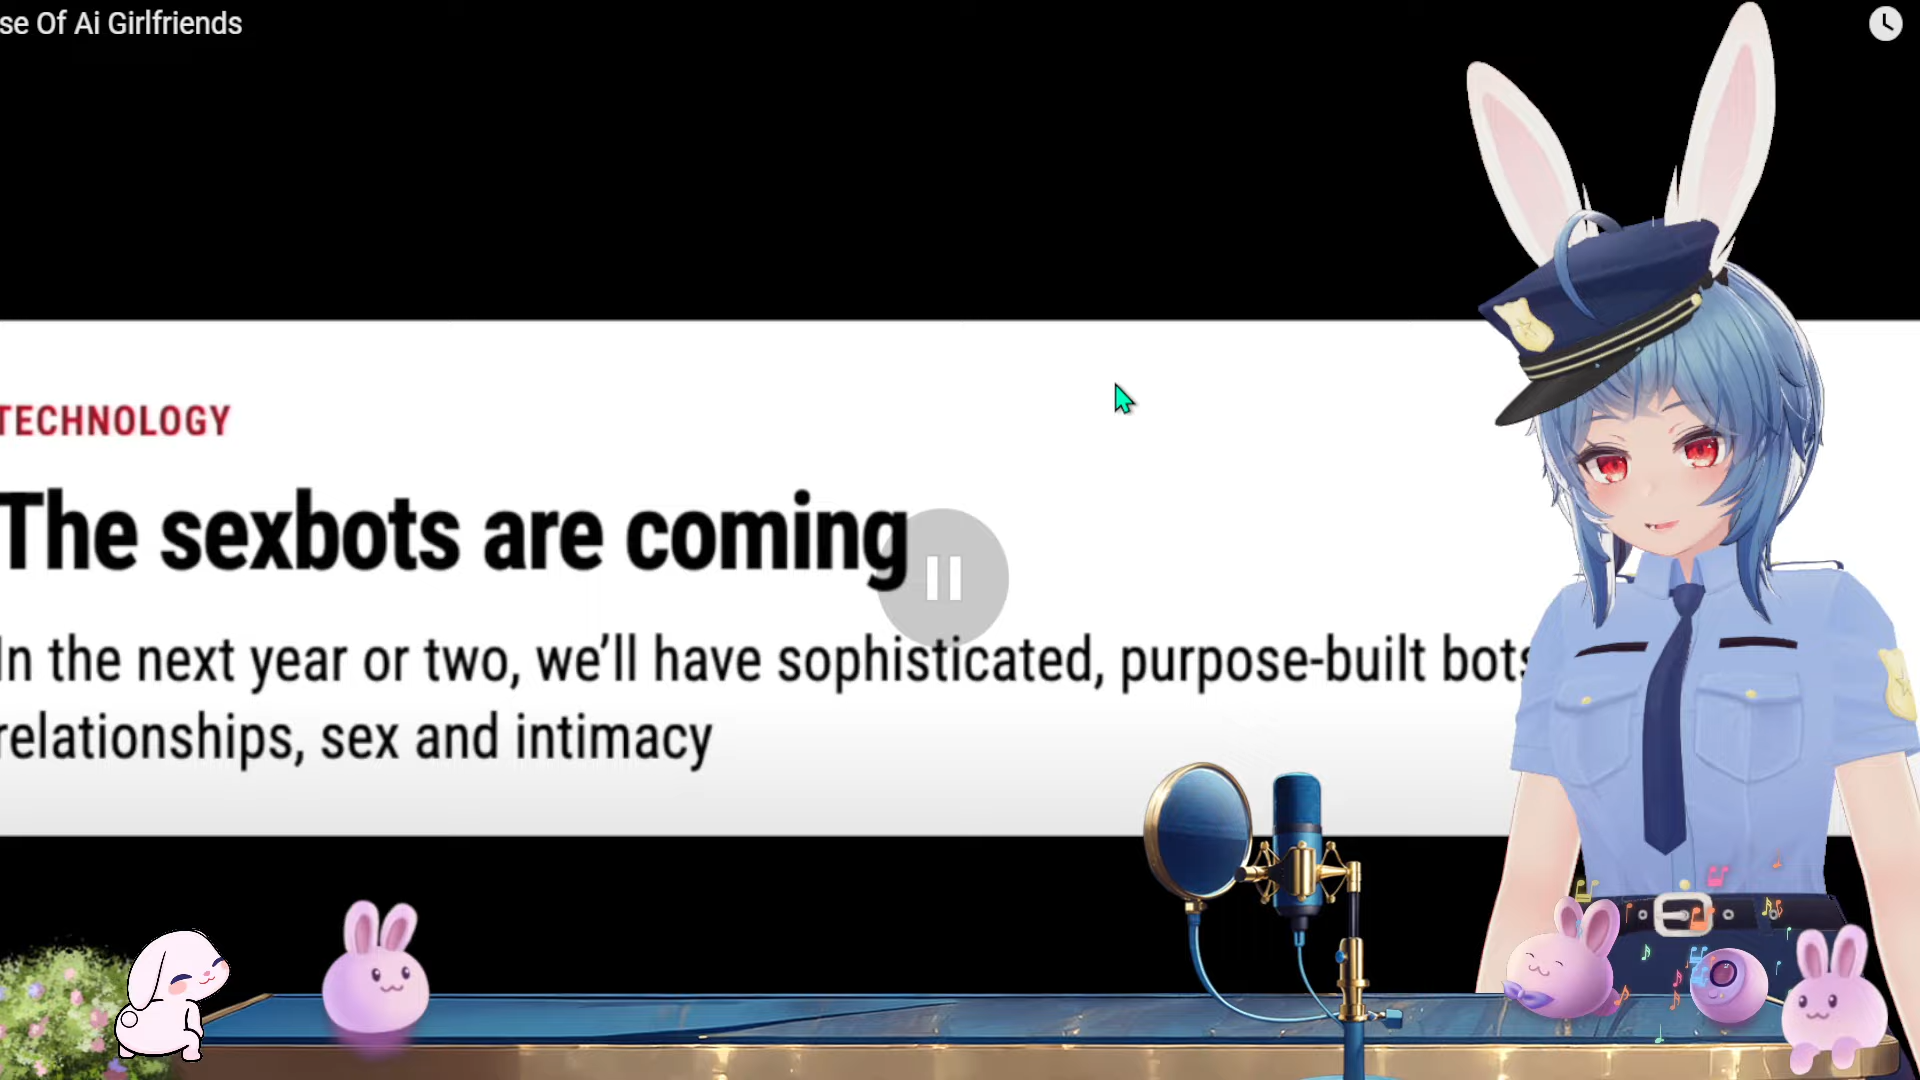 se Of Ai Girlfriends
TECHNOLOGY
The sexbots are coming
In the next year or two, we’ll have sophisticated, purpose-built bots
relationships, sex and intimacy